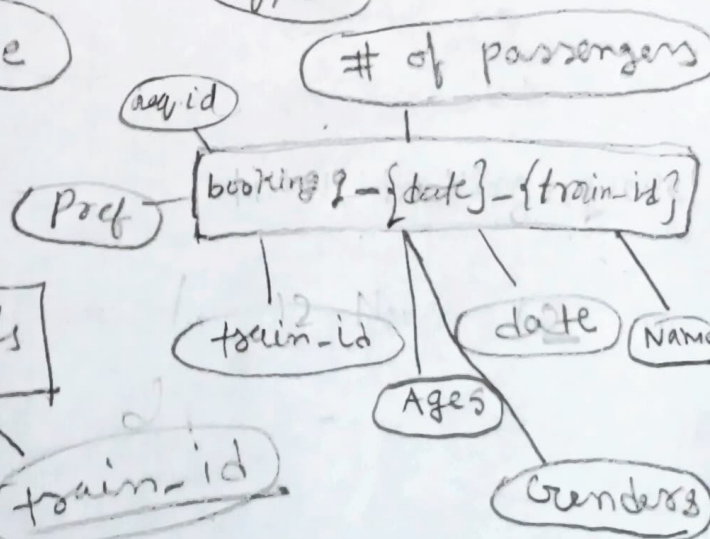 e
# of passengers
req.id
booking q -{date}-{train-id}
Pref
train-id
date
Name
s
Ages
train-id
Genders